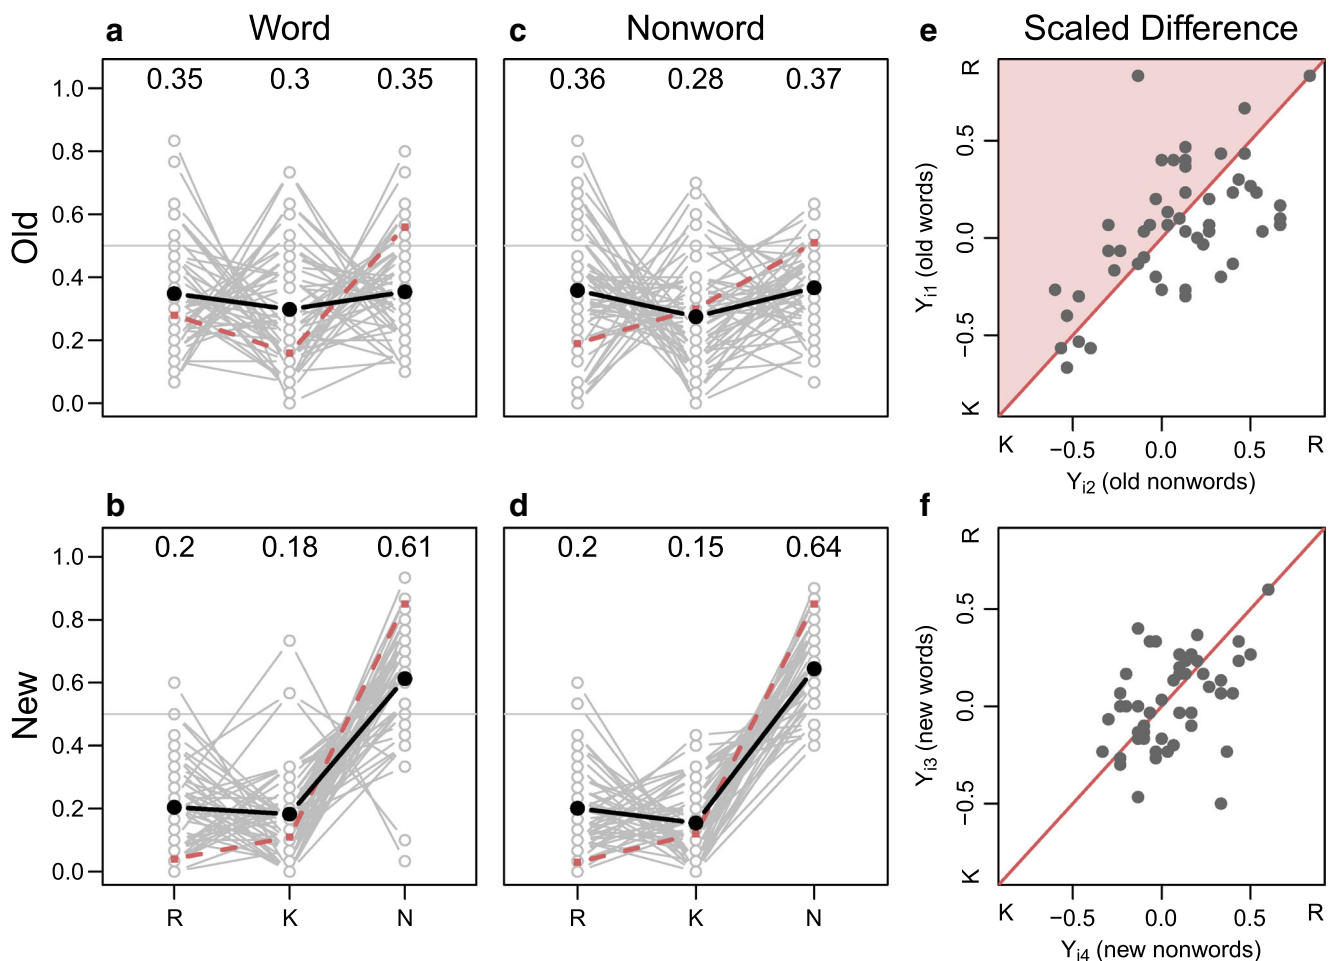 a Word
c Nonword
e Scaled Difference
Old
0.35 0.3 0.35
1.0
0.8
0.6
0.4
0.2
0.0
0.36 0.28 0.37
R
0.5
0.0
−0.5
K
Yi1 (old words)
K −0.5 0.0 0.5 R
Yi2 (old nonwords)
b
d
f
New
0.2 0.18 0.61
1.0
0.8
0.6
0.4
0.2
0.0
R K N
0.2 0.15 0.64
R K N
R
0.5
0.0
−0.5
K
Yi3 (new words)
K −0.5 0.0 0.5 R
Yi4 (new nonwords)